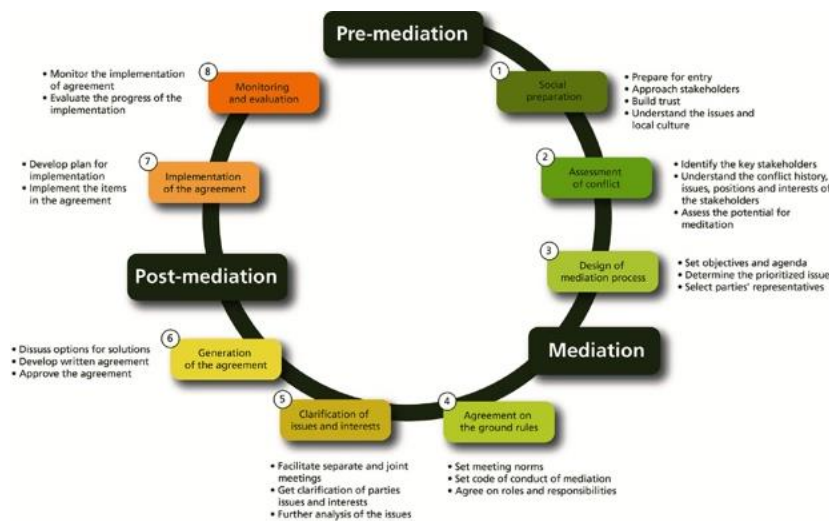 Pre-mediation
1
Social
preparation
• Prepare for entry
• Approach stakeholders
• Build trust
• Understand the issues and
local culture
2
Assessment
of conflict
• Identify the key stakeholders
• Understand the conflict history,
issues, positions and interests of
the stakeholders
• Assess the potential for
meditation
3
Design of
mediation process
• Set objectives and agenda
• Determine the prioritized issue
• Select parties' representatives
Mediation
4
Agreement on
the ground rules
• Set meeting norms
• Set code of conduct of mediation
• Agree on roles and responsibilities
5
Clarification of
issues and interests
• Facilitate separate and joint
meetings
• Get clarification of parties
issues and interests
• Further analysis of the issues
6
Generation
of the agreement
• Discuss options for solutions
• Develop written agreement
• Approve the agreement
Post-mediation
7
Implementation
of the agreement
• Develop plan for
implementation
• Implement the items
in the agreement
8
Monitoring
and evaluation
• Monitor the implementation
of agreement
• Evaluate the progress of the
implementation